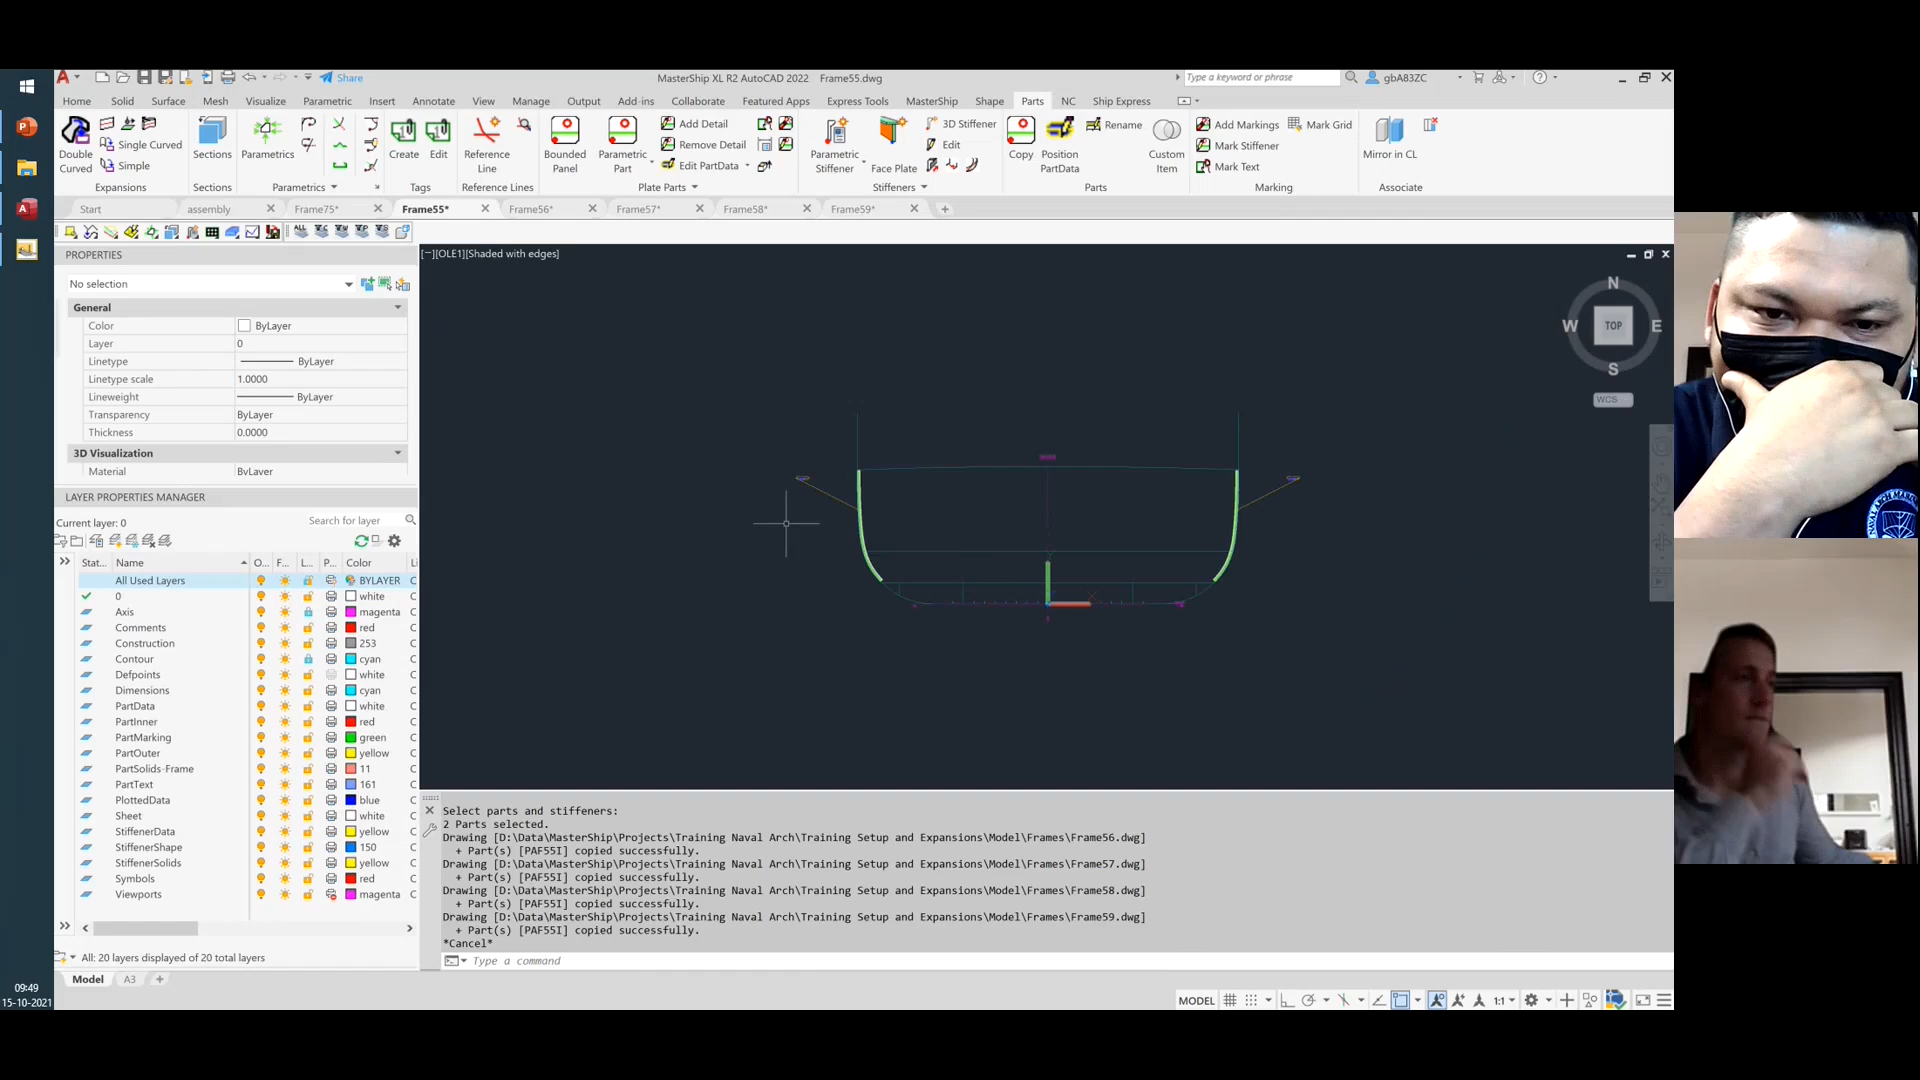 Share
MasterShip XL R2 AutoCAD 2022 Frame55.dwg
Type a keyword or phrase
gbA83ZC
Home Solid Surface Mesh Visualize Parametric Insert Annotate View Manage Output Add-ins Collaborate Featured Apps Express Tools MasterShip Shape Parts NC Ship Express
Double Curved
Single Curved
Simple
Sections
Parametrics
Create
Edit
Reference Line
Bounded Panel
Parametric Part
Add Detail
Remove Detail
Edit PartData
Parametric Stiffener
Face Plate
3D Stiffener
Edit
Copy
Position PartData
Rename
Custom Item
Add Markings
Mark Stiffener
Mark Text
Mark Grid
Mirror in CL
Expansions Sections Parametrics Tags Reference Lines Plate Parts Stiffeners Parts Marking Associate
Start assembly Frame75* Frame55* Frame56* Frame57* Frame58* Frame59*
PROPERTIES
No selection
General
Color ByLayer
Layer 0
Linetype ByLayer
Linetype scale 1.0000
Lineweight ByLayer
Transparency ByLayer
Thickness 0.0000
3D Visualization
Material ByLayer
LAYER PROPERTIES MANAGER
Current layer: 0
Search for layer
Stat... Name O... F... L... P... Color Li
All Used Layers BYLAYER C
0 white C
Axis magenta C
Comments red C
Construction 253 C
Contour cyan C
Defpoints white C
Dimensions cyan C
PartData white C
PartInner red C
PartMarking green C
PartOuter yellow C
PartSolids-Frame 11 C
PartText 161 C
PlottedData blue C
Sheet white C
StiffenerData yellow C
StiffenerShape 150 C
StiffenerSolids yellow C
Symbols red C
Viewports magenta C
All: 20 layers displayed of 20 total layers
[−][OLE1][Shaded with edges]
N
W TOP E
S
WCS
Select parts and stiffeners:
2 Parts selected.
Drawing [D:\Data\MasterShip\Projects\Training Naval Arch\Training Setup and Expansions\Model\Frames\Frame56.dwg]
+ Part(s) [PAF55I] copied successfully.
Drawing [D:\Data\MasterShip\Projects\Training Naval Arch\Training Setup and Expansions\Model\Frames\Frame57.dwg]
+ Part(s) [PAF55I] copied successfully.
Drawing [D:\Data\MasterShip\Projects\Training Naval Arch\Training Setup and Expansions\Model\Frames\Frame58.dwg]
+ Part(s) [PAF55I] copied successfully.
Drawing [D:\Data\MasterShip\Projects\Training Naval Arch\Training Setup and Expansions\Model\Frames\Frame59.dwg]
+ Part(s) [PAF55I] copied successfully.
*Cancel*
Type a command
Model A3
MODEL 1:1
09:49
15-10-2021